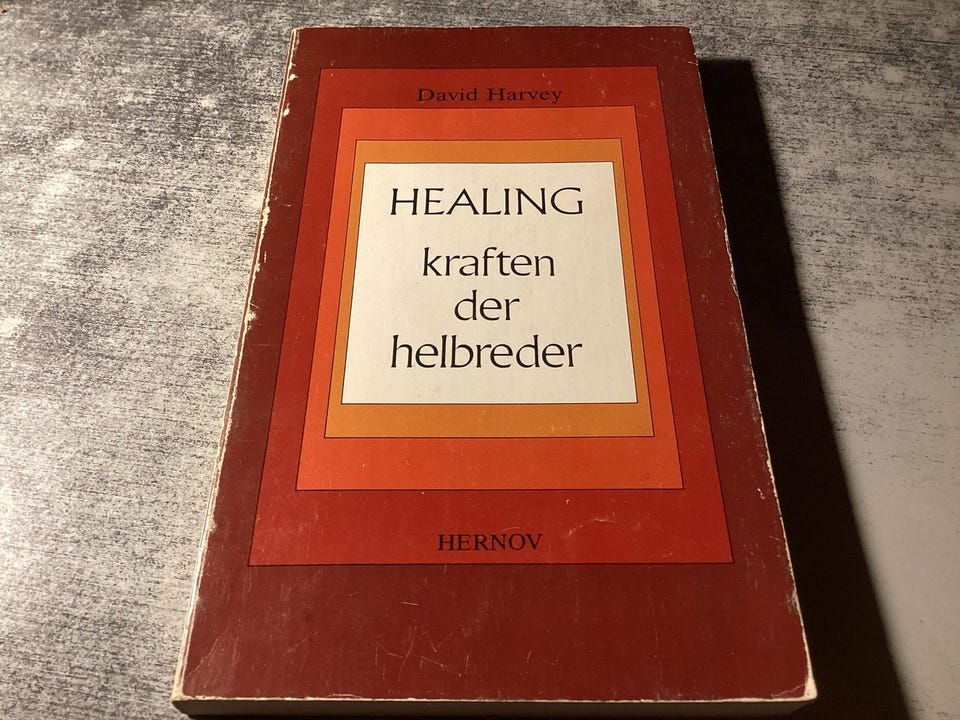 David Harvey
HEALING
kraften
der
helbreder
HERNOV